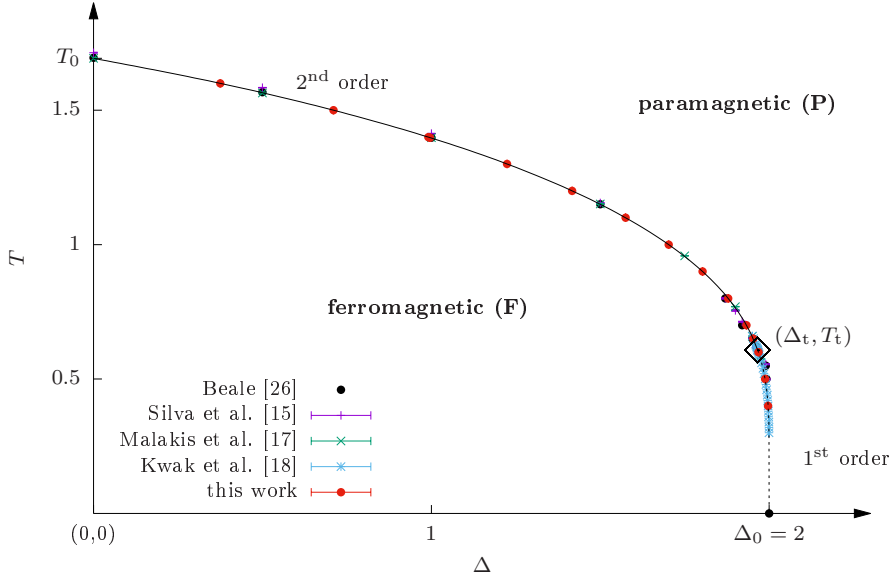 T₀
2nd order
1.5
paramagnetic (P)
1
T
ferromagnetic (F)
(Δt, Tt)
0.5
Beale [26]
Silva et al. [15]
Malakis et al. [17]
Kwak et al. [18]
this work
1st order
(0,0)
1
Δ₀ = 2
Δ